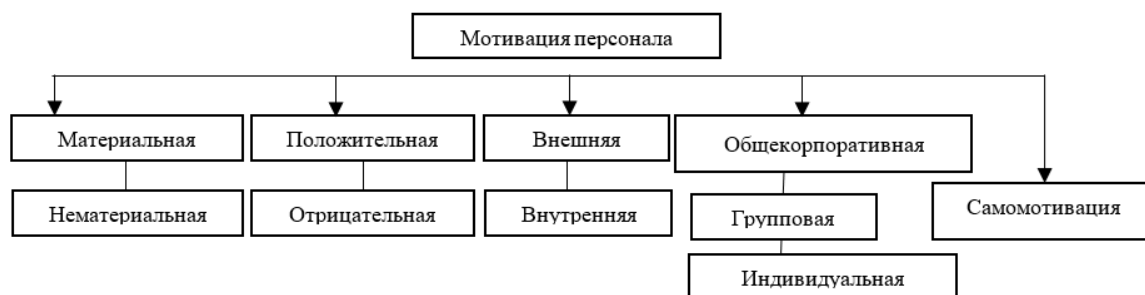 Мотивация персонала
Материальная
Положительная
Внешняя
Общекорпоративная
Нематериальная
Отрицательная
Внутренняя
Групповая
Самомотивация
Индивидуальная